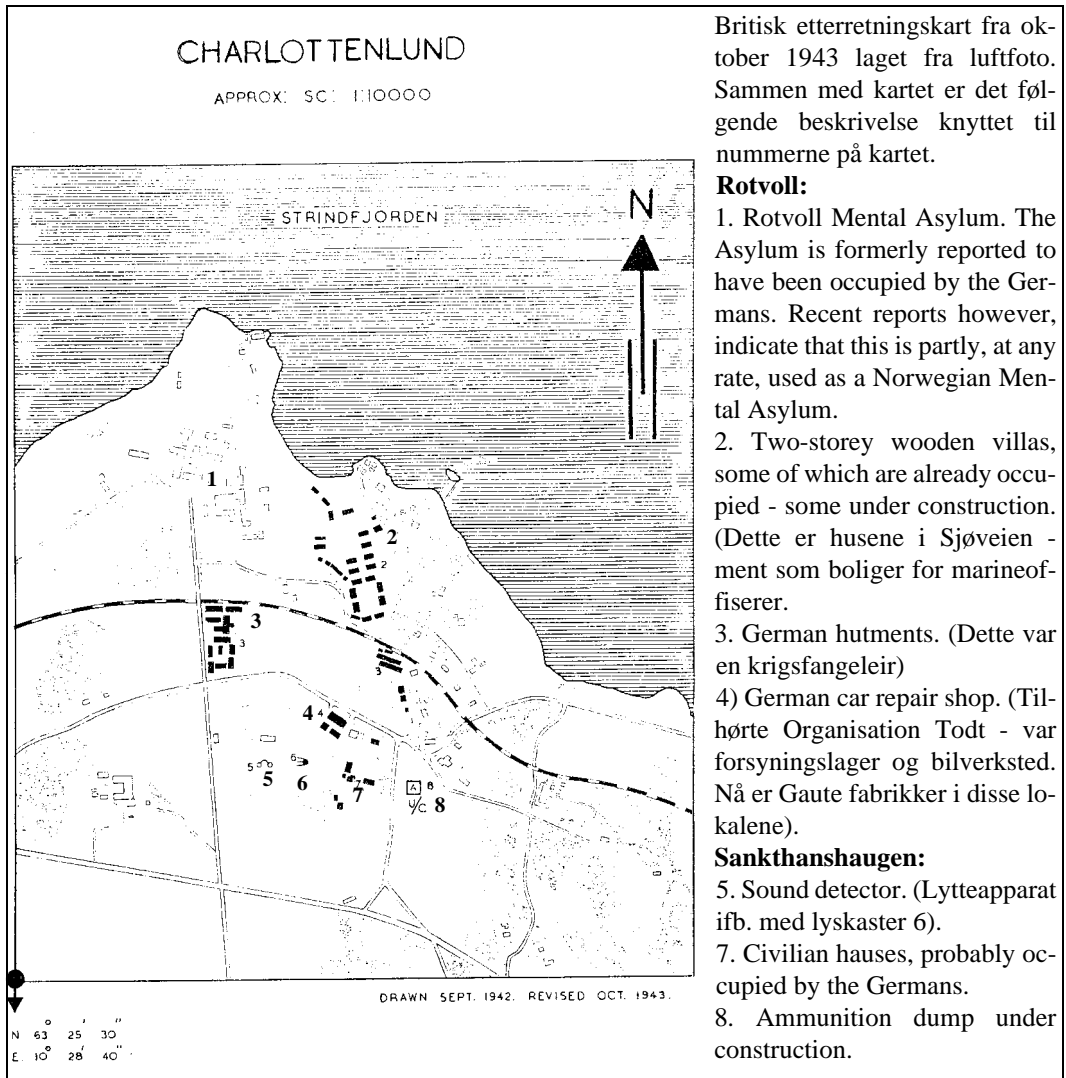 CHARLOTTENLUND
APPROX: SC: 1:10000
STRINDFJORDEN
N
1
2
2
3
3
3
4
4
5
5
6
6
7
7
A
8
U/C
8
DRAWN SEPT. 1942. REVISED OCT. 1943.
N 63° 25' 30"
E. 10° 28' 40"
Britisk etterretningskart fra ok-
tober 1943 laget fra luftfoto.
Sammen med kartet er det føl-
gende beskrivelse knyttet til
nummerne på kartet.
Rotvoll:
1. Rotvoll Mental Asylum. The
Asylum is formerly reported to
have been occupied by the Ger-
mans. Recent reports however,
indicate that this is partly, at any
rate, used as a Norwegian Men-
tal Asylum.
2. Two-storey wooden villas,
some of which are already occu-
pied - some under construction.
(Dette er husene i Sjøveien -
ment som boliger for marineof-
fiserer.
3. German hutments. (Dette var
en krigsfangeleir)
4) German car repair shop. (Til-
hørte Organisation Todt - var
forsyningslager og bilverksted.
Nå er Gaute fabrikker i disse lo-
kalene).
Sankthanshaugen:
5. Sound detector. (Lytteapparat
ifb. med lyskaster 6).
7. Civilian hauses, probably oc-
cupied by the Germans.
8. Ammunition dump under
construction.